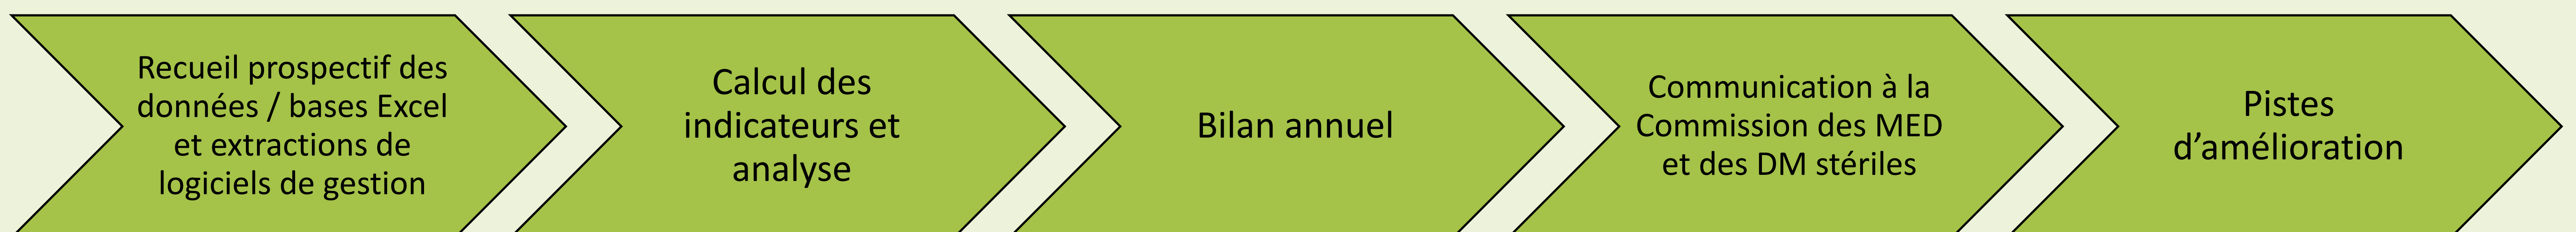 Recueil prospectif des
données / bases Excel
et extractions de
logiciels de gestion
Calcul des
indicateurs et
analyse
Bilan annuel
Communication à la
Commission des MED
et des DM stériles
Pistes
d’amélioration